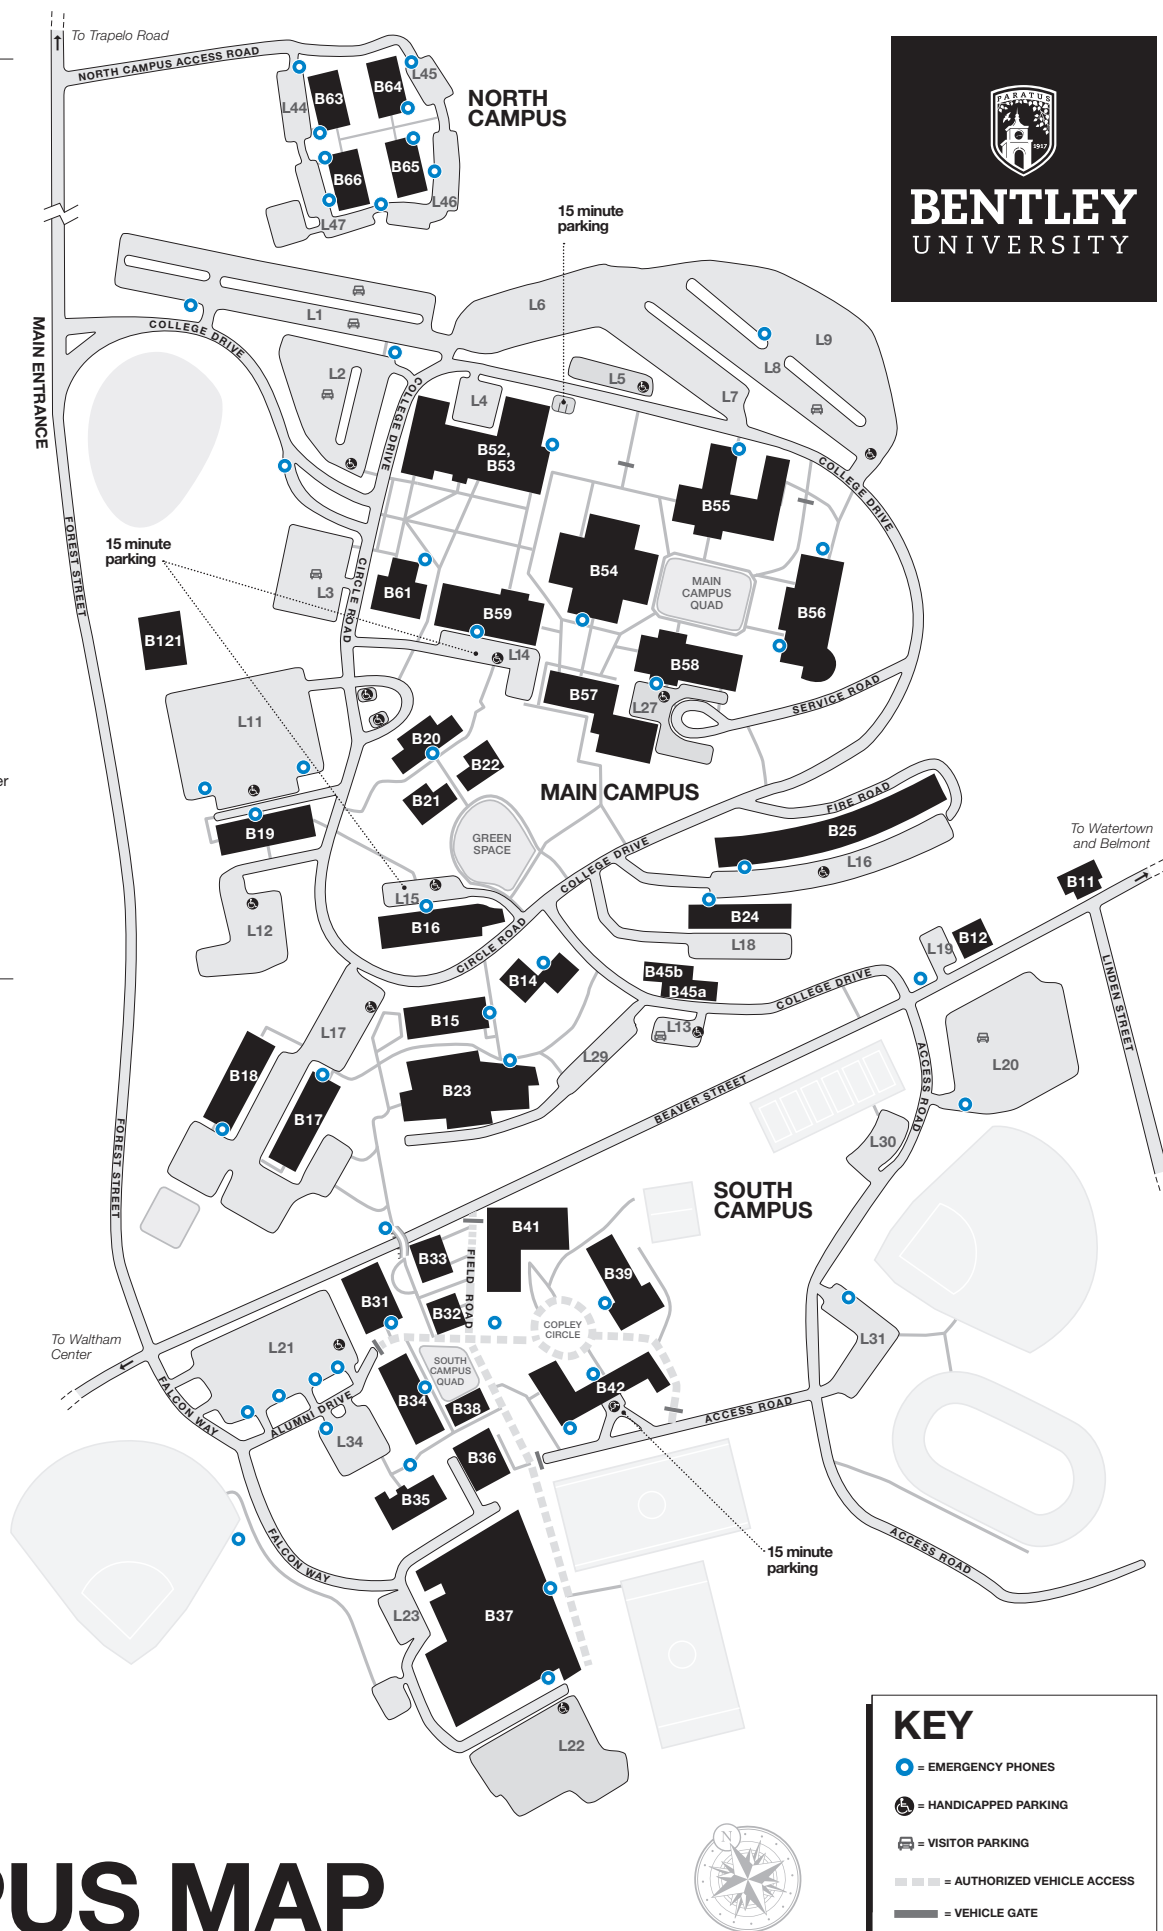 To Trapelo Road
NORTH CAMPUS ACCESS ROAD
L44
B63
B64
L45
NORTH
CAMPUS
B66
B65
L46
L47
PARATUS
1917
BENTLEY
UNIVERSITY
15 minute
parking
MAIN ENTRANCE
COLLEGE DRIVE
L1
L6
L9
L2
L5
L8
L7
L4
COLLEGE DRIVE
B52,
B53
B55
COLLEGE DRIVE
FOREST STREET
15 minute
parking
L3
CIRCLE ROAD
B61
B59
B54
MAIN
CAMPUS
QUAD
B56
B121
L14
B58
B57
L27
SERVICE ROAD
L11
B20
B22
B21
MAIN CAMPUS
er
FIRE ROAD
B19
GREEN
SPACE
B25
COLLEGE DRIVE
L16
To Watertown
and Belmont
B11
L15
B16
B24
L12
L18
L19
B12
CIRCLE ROAD
B14
B45b
B45a
COLLEGE DRIVE
LINDEN STREET
B15
L17
L13
L29
L20
B18
B23
B17
BEAVER STREET
ACCESS ROAD
L30
FOREST STREET
SOUTH
CAMPUS
B41
B33
FIELD ROAD
B39
B31
B32
COPLEY
CIRCLE
L31
To Waltham
Center
L21
SOUTH
CAMPUS
QUAD
B34
B38
B42
FALCON WAY
ALUMNI DRIVE
ACCESS ROAD
L34
B36
B35
FALCON WAY
15 minute
parking
ACCESS ROAD
L23
B37
L22
KEY
= EMERGENCY PHONES
= HANDICAPPED PARKING
= VISITOR PARKING
= AUTHORIZED VEHICLE ACCESS
= VEHICLE GATE
N
PUS MAP